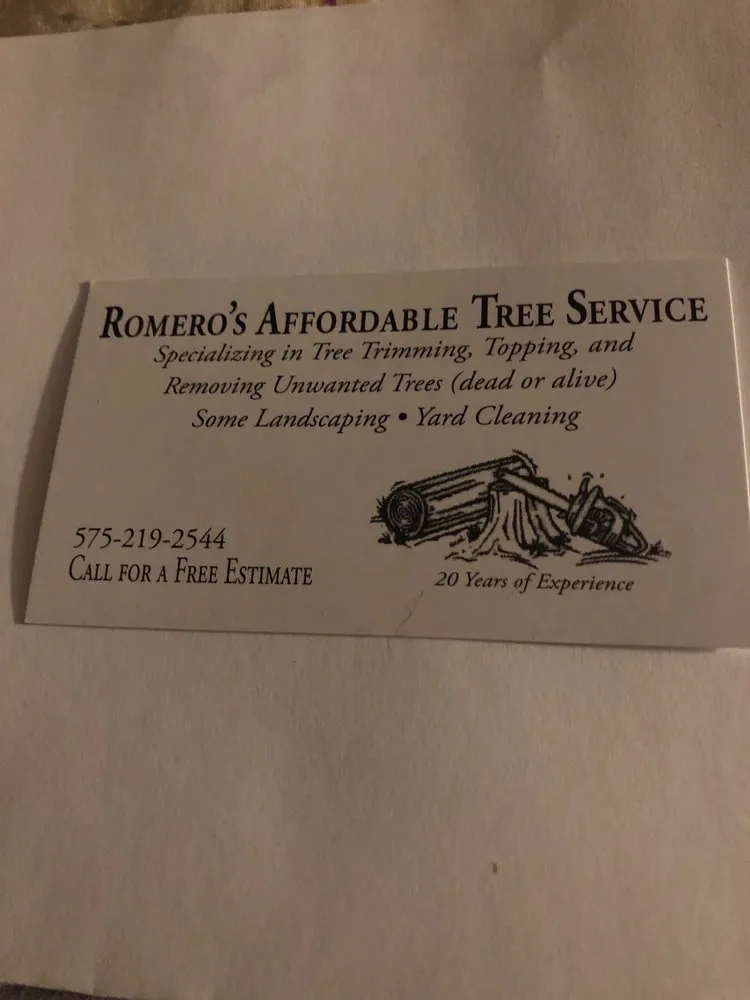 Romero's Affordable Tree Service
Specializing in Tree Trimming, Topping, and
Removing Unwanted Trees (dead or alive)
Some Landscaping • Yard Cleaning
575-219-2544
Call for a Free Estimate
20 Years of Experience